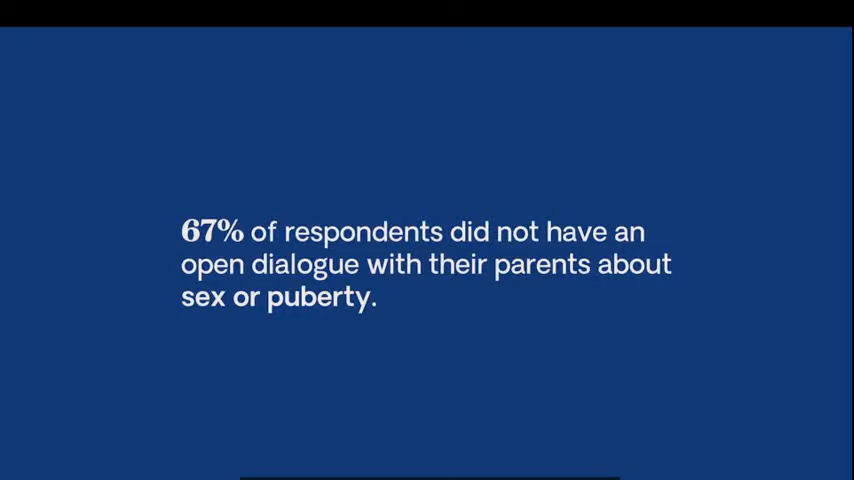 67% of respondents did not have an
open dialogue with their parents about
sex or puberty.